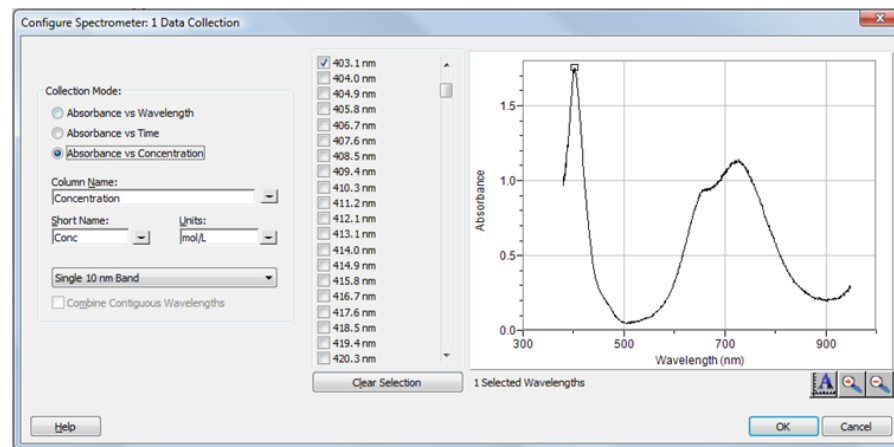 Configure Spectrometer: 1 Data Collection
Collection Mode:
Absorbance vs Wavelength
Absorbance vs Time
Absorbance vs Concentration
Column Name:
Concentration
Short Name:
Units:
Conc
mol/L
Single 10 nm Band
Combine Contiguous Wavelengths
403.1 nm
404.0 nm
404.9 nm
405.8 nm
406.7 nm
407.6 nm
408.5 nm
409.4 nm
410.3 nm
411.2 nm
412.1 nm
413.1 nm
414.0 nm
414.9 nm
415.8 nm
416.7 nm
417.6 nm
418.5 nm
419.4 nm
420.3 nm
Clear Selection
Absorbance
1.5
1.0
0.5
0.0
300
500
700
900
Wavelength (nm)
1 Selected Wavelengths
A
Help
OK
Cancel